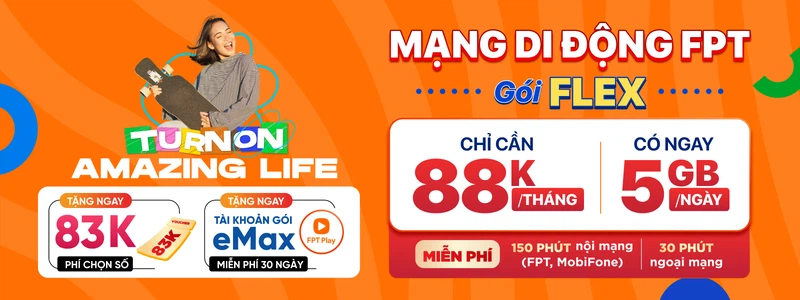 TURN ON
AMAZING LIFE
TẶNG NGAY
83K
VOUCHER
83K
PHÍ CHỌN SỐ
TẶNG NGAY
TÀI KHOẢN GÓI
eMax
FPT Play
MIỄN PHÍ 30 NGÀY
MẠNG DI ĐỘNG FPT
Gói FLEX
CHỈ CẦN
88K/THÁNG
CÓ NGAY
5GB/NGÀY
MIỄN PHÍ
150 PHÚT nội mạng
(FPT, MobiFone)
30 PHÚT
ngoại mạng